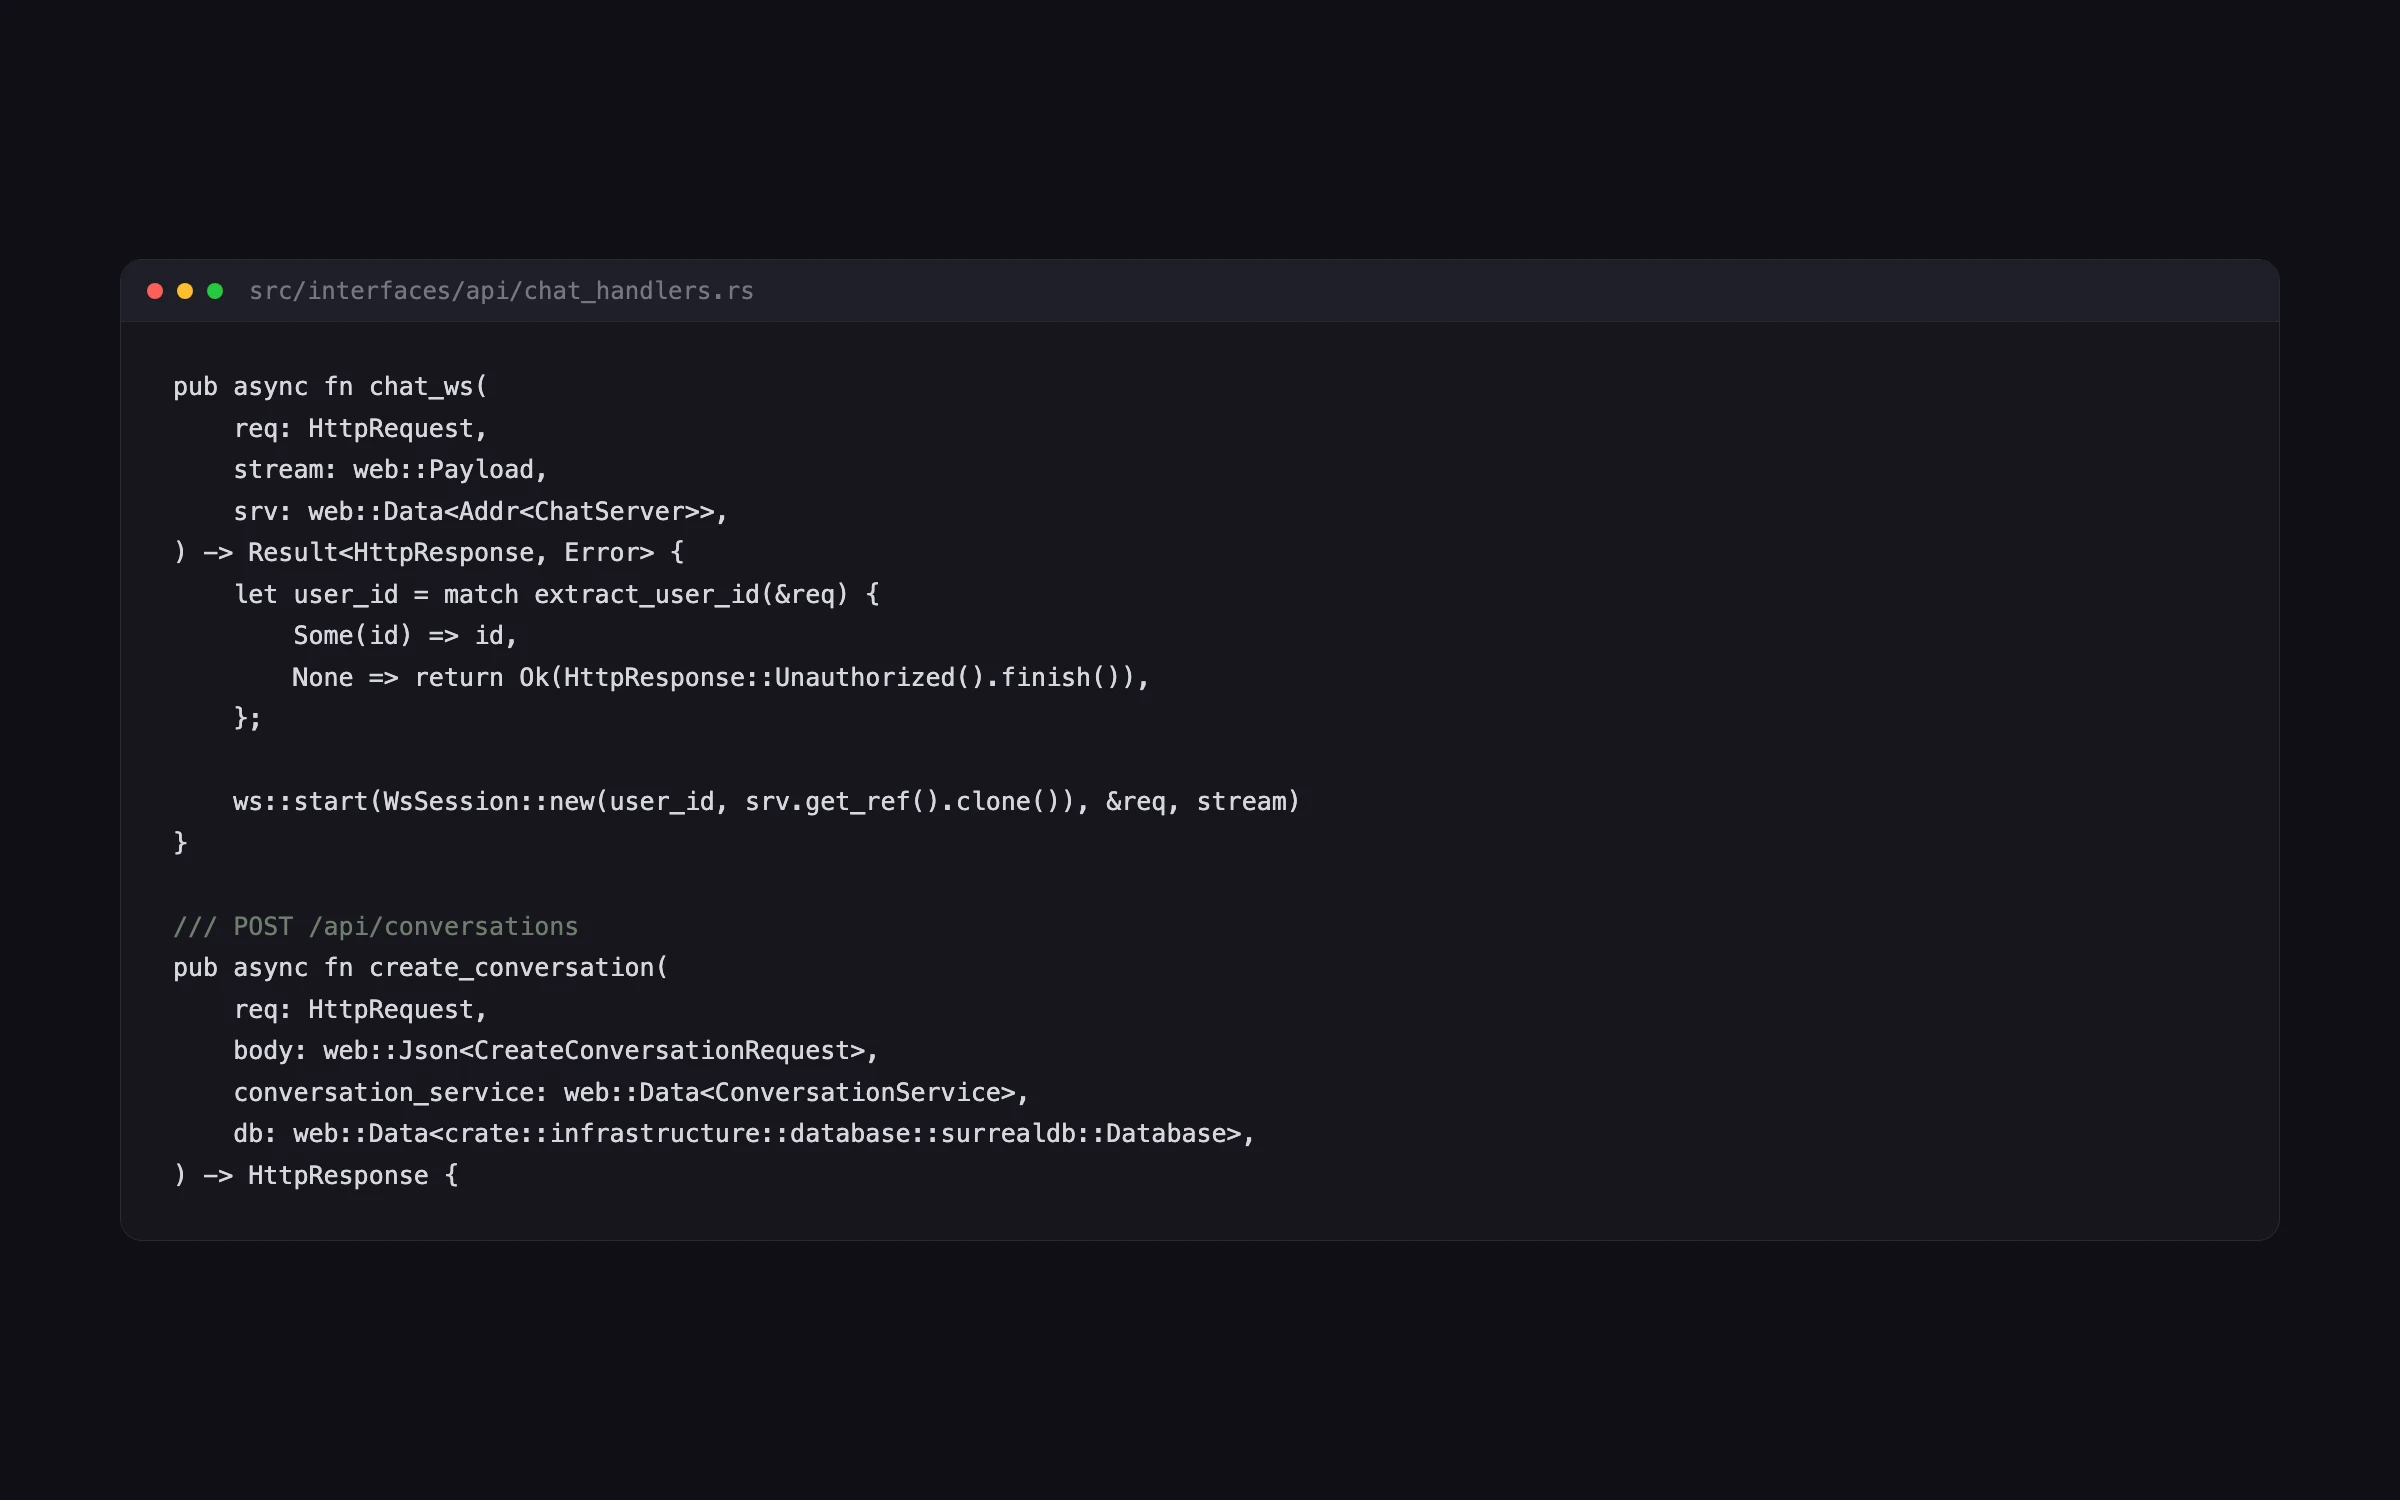 src/interfaces/api/chat_handlers.rs
pub async fn chat_ws(
    req: HttpRequest,
    stream: web::Payload,
    srv: web::Data<Addr<ChatServer>>,
) -> Result<HttpResponse, Error> {
    let user_id = match extract_user_id(&req) {
        Some(id) => id,
        None => return Ok(HttpResponse::Unauthorized().finish()),
    };

    ws::start(WsSession::new(user_id, srv.get_ref().clone()), &req, stream)
}

/// POST /api/conversations
pub async fn create_conversation(
    req: HttpRequest,
    body: web::Json<CreateConversationRequest>,
    conversation_service: web::Data<ConversationService>,
    db: web::Data<crate::infrastructure::database::surrealdb::Database>,
) -> HttpResponse {